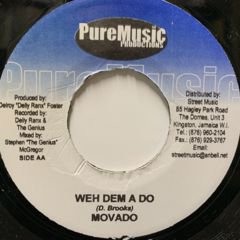 PureMusic
PRODUCTIONS
PureMusic
Produced by:
Delroy "Delly Ranx" Foster
Recorded by:
Delly Ranx &
The Genius
Mixed by:
Stephen "The Genius"
McGregor
SIDE AA
Distributed by:
Street Music
55 Hagley Park Road
The Domes, Unit 3
Kingston, Jamaica W.I.
Tel: (876) 960-2104
Fax: (876) 929-3767
Email:
streetmusic@anbell.net
WEH DEM A DO
(D. Brooks)
MOVADO